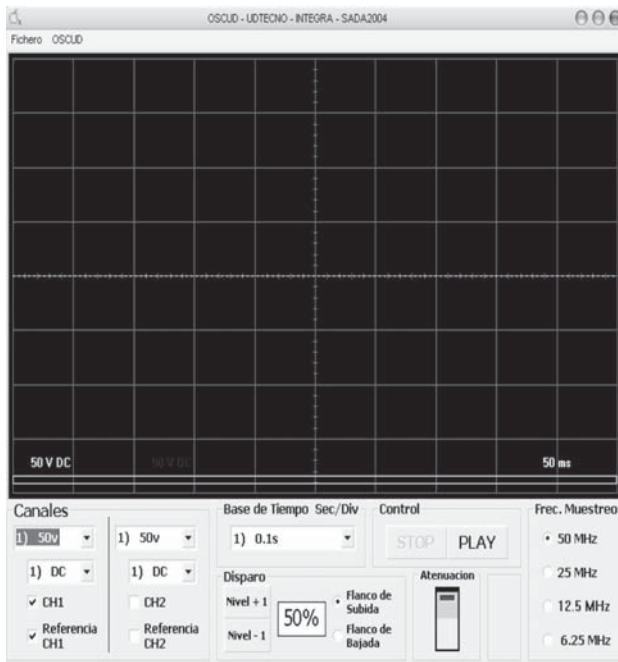 OSCUD - UDTECNO - INTEGRA - SADA2004
Fichero OSCUD
50 V DC 50 V DC 50 ms
Canales
1) 50v
1) DC
CH1
Referencia
CH1
1) 50v
1) DC
CH2
Referencia
CH2
Base de Tiempo Sec/Div
1) 0.1s
Control
STOP PLAY
Disparo
Nivel + 1
Nivel - 1
50%
Flanco de
Subida
Flanco de
Bajada
Atenuacion
Frec. Muestreo
50 MHz
25 MHz
12.5 MHz
6.25 MHz